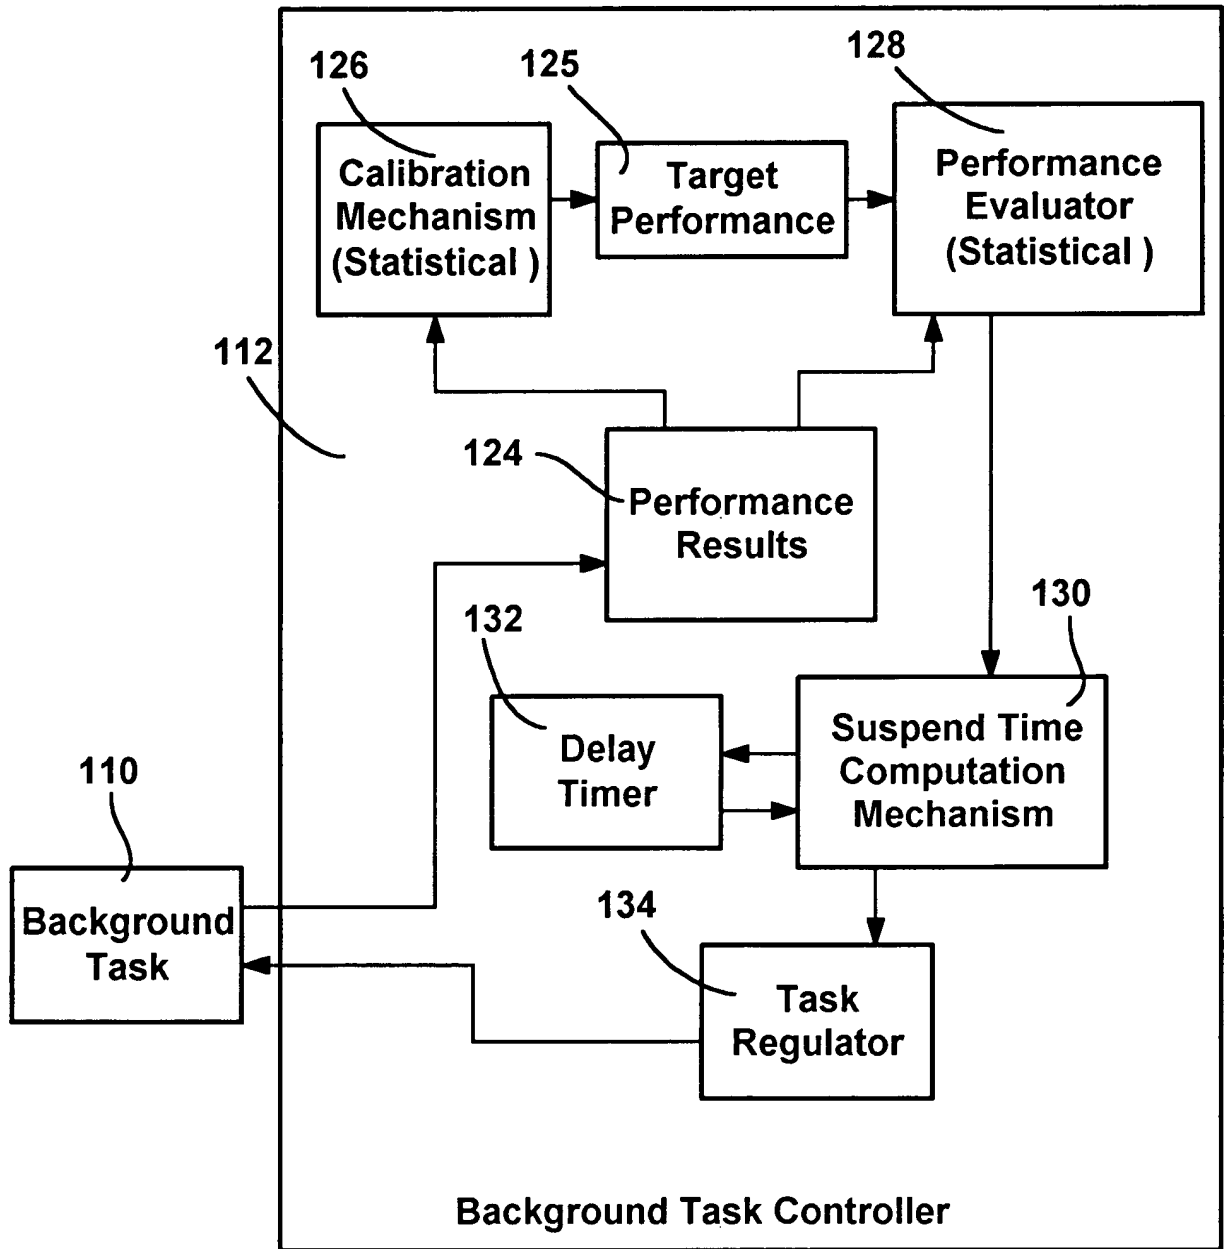 126
125
128
Calibration
Mechanism
(Statistical )
Target
Performance
Performance
Evaluator
(Statistical )
112
124
Performance
Results
132
130
Delay
Timer
Suspend Time
Computation
Mechanism
110
Background
Task
134
Task
Regulator
Background Task Controller